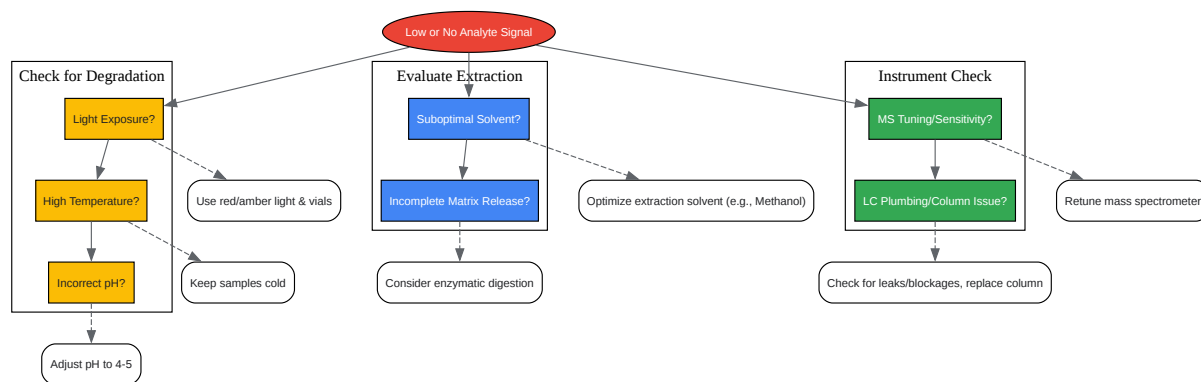 Low or No Analyte Signal
Check for Degradation
Evaluate Extraction
Instrument Check
Light Exposure?
Suboptimal Solvent?
MS Tuning/Sensitivity?
High Temperature?
Use red/amber light & vials
Incomplete Matrix Release?
Optimize extraction solvent (e.g., Methanol)
LC Plumbing/Column Issue?
Retune mass spectrometer
Incorrect pH?
Keep samples cold
Consider enzymatic digestion
Check for leaks/blockages, replace column
Adjust pH to 4-5